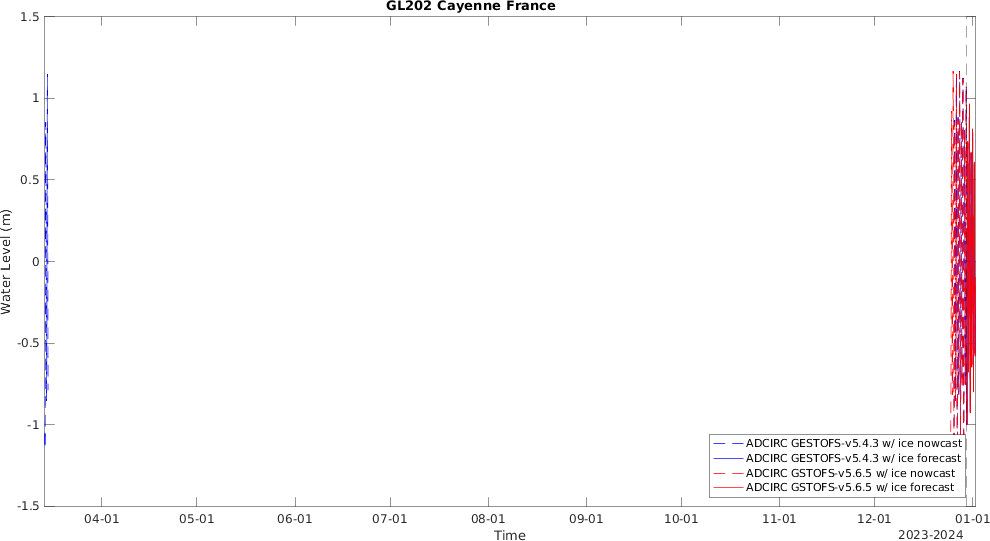 GL202 Cayenne France
1.5
1
0.5
0
-0.5
-1
-1.5
Water Level (m)
ADCIRC GESTOFS-v5.4.3 w/ ice nowcast
ADCIRC GESTOFS-v5.4.3 w/ ice forecast
ADCIRC GSTOFS-v5.6.5 w/ ice nowcast
ADCIRC GSTOFS-v5.6.5 w/ ice forecast
04-01 05-01 06-01 07-01 08-01 09-01 10-01 11-01 12-01 01-01
Time
2023-2024